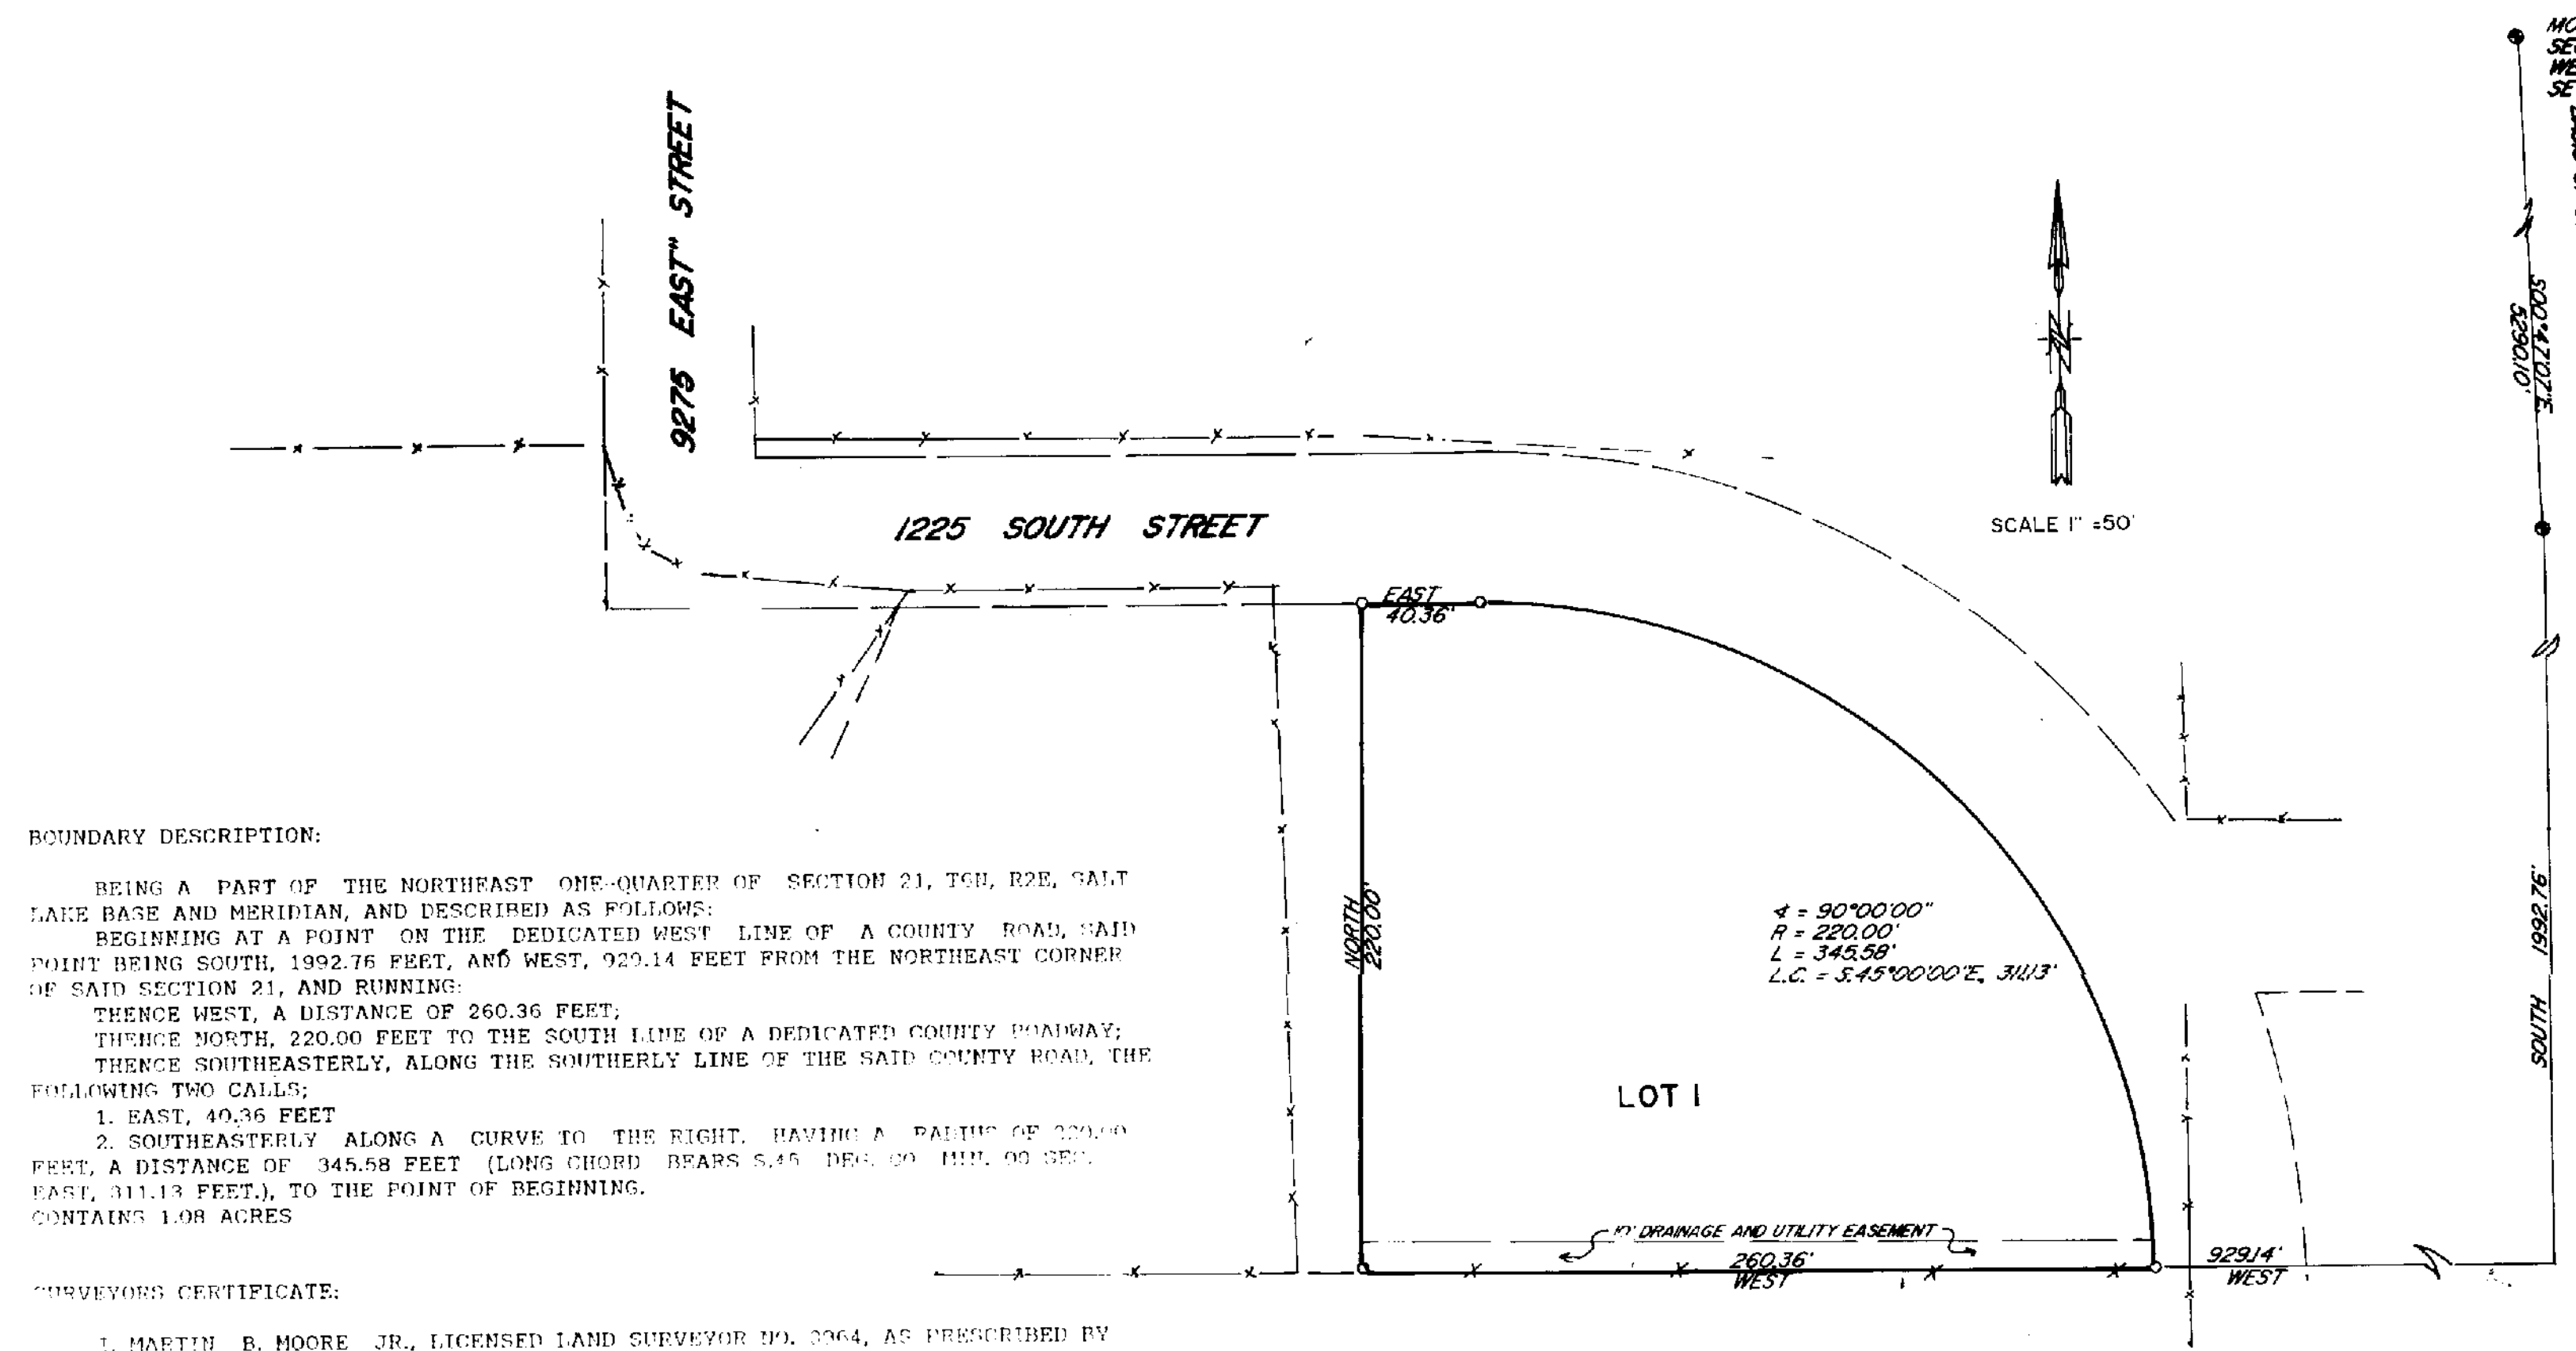 9275 EAST" STREET
1225 SOUTH STREET
SCALE 1" =50'
S00°47'07"E
5290.10'
SOUTH 1992.76'
EAST
40.36'
NORTH
220.00'
∆ = 90°00'00"
R = 220.00'
L = 345.58'
L.C. = S.45°00'00"E, 311.13'
LOT 1
10' DRAINAGE AND UTILITY EASEMENT
260.36'
WEST
929.14'
WEST
BOUNDARY DESCRIPTION:
BEING A PART OF THE NORTHEAST ONE-QUARTER OF SECTION 21, T6N, R2E, SALT
LAKE BASE AND MERIDIAN, AND DESCRIBED AS FOLLOWS:
BEGINNING AT A POINT ON THE DEDICATED WEST LINE OF A COUNTY ROAD, SAID
POINT BEING SOUTH, 1992.76 FEET, AND WEST, 929.14 FEET FROM THE NORTHEAST CORNER
OF SAID SECTION 21, AND RUNNING:
THENCE WEST, A DISTANCE OF 260.36 FEET;
THENCE NORTH, 220.00 FEET TO THE SOUTH LINE OF A DEDICATED COUNTY ROADWAY;
THENCE SOUTHEASTERLY, ALONG THE SOUTHERLY LINE OF THE SAID COUNTY ROAD, THE
FOLLOWING TWO CALLS;
1. EAST, 40.36 FEET
2. SOUTHEASTERLY ALONG A CURVE TO THE RIGHT, HAVING A RADIUS OF 220.00
FEET, A DISTANCE OF 345.58 FEET (LONG CHORD BEARS S.45 DEG. 00 MIN. 00 SEC.
EAST, 311.13 FEET.), TO THE POINT OF BEGINNING.
CONTAINS 1.08 ACRES
SURVEYORS CERTIFICATE:
I, MARTIN B. MOORE JR., LICENSED LAND SURVEYOR NO. 3364, AS PRESCRIBED BY